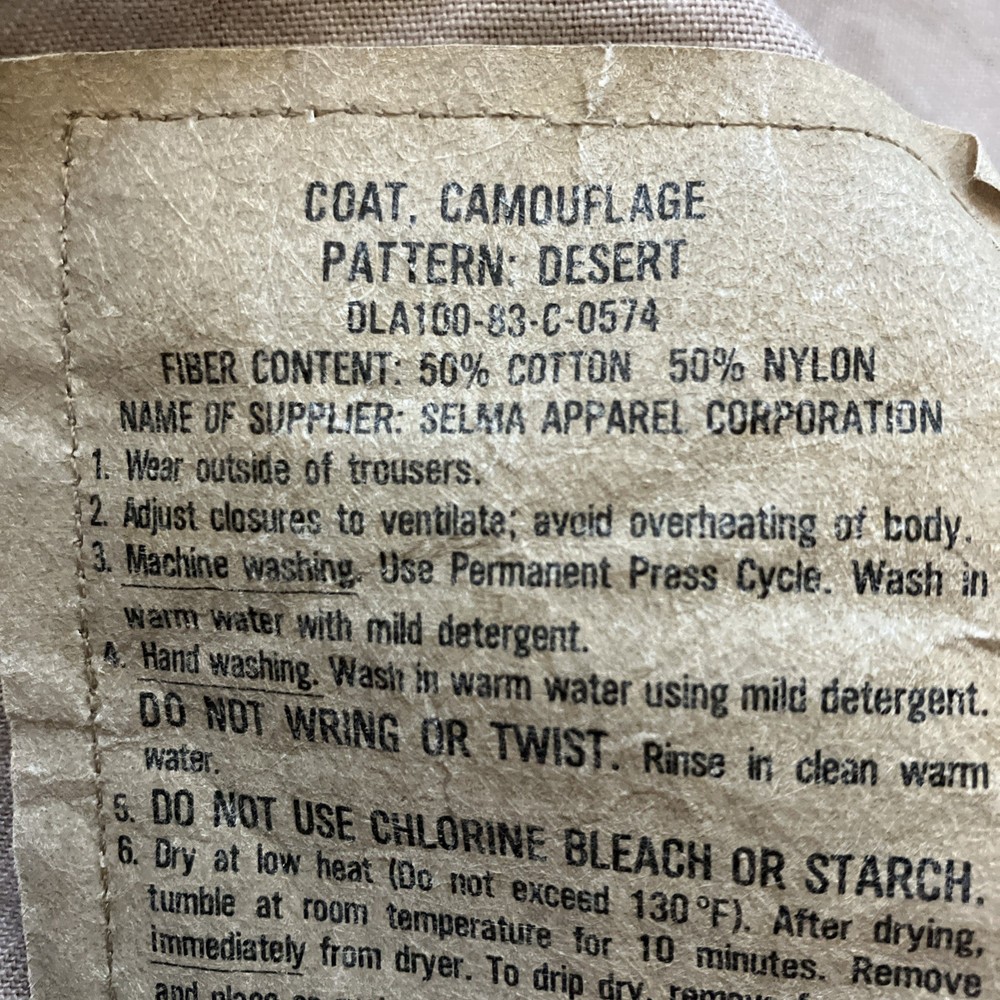 COAT, CAMOUFLAGE
PATTERN: DESERT
DLA100-83-C-0574
FIBER CONTENT: 50% COTTON 50% NYLON
NAME OF SUPPLIER: SELMA APPAREL CORPORATION
1. Wear outside of trousers.
2. Adjust closures to ventilate; avoid overheating of body.
3. Machine washing. Use Permanent Press Cycle. Wash in
warm water with mild detergent.
4. Hand washing. Wash in warm water using mild detergent.
DO NOT WRING OR TWIST. Rinse in clean warm
water.
5. DO NOT USE CHLORINE BLEACH OR STARCH.
6. Dry at low heat (Do not exceed 130°F). After drying,
tumble at room temperature for 10 minutes. Remove
immediately from dryer. To drip dry,
and place